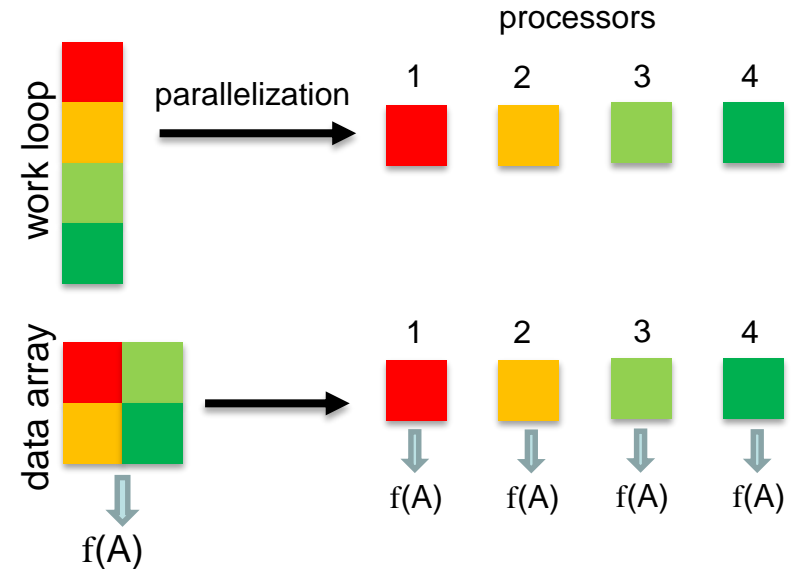 processors
1 2 3 4
parallelization
work loop
1 2 3 4
data array
f(A) f(A) f(A) f(A)
f(A)